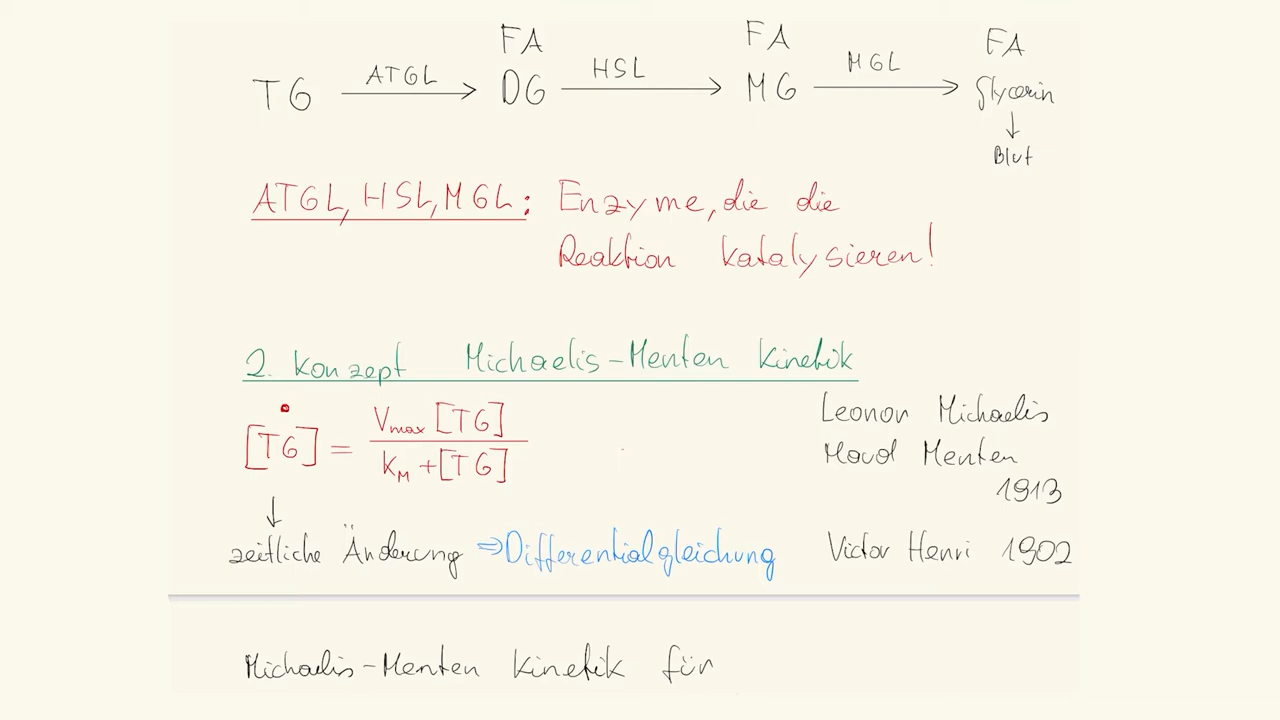 FA FA FA
TG ATGL → DG HSL → MG MGL → Glycerin
↓
Blut
ATGL, HSL, MGL: Enzyme, die die
Reaktion katalysieren!
2. Konzept Michaelis-Menten Kinetik
[TG]˙ = Vmax [TG] / KM + [TG]
Leonor Michaelis
Maud Menten
1913
↓
zeitliche Änderung ⇒ Differentialgleichung
Victor Henri 1902
Michaelis-Menten Kinetik für